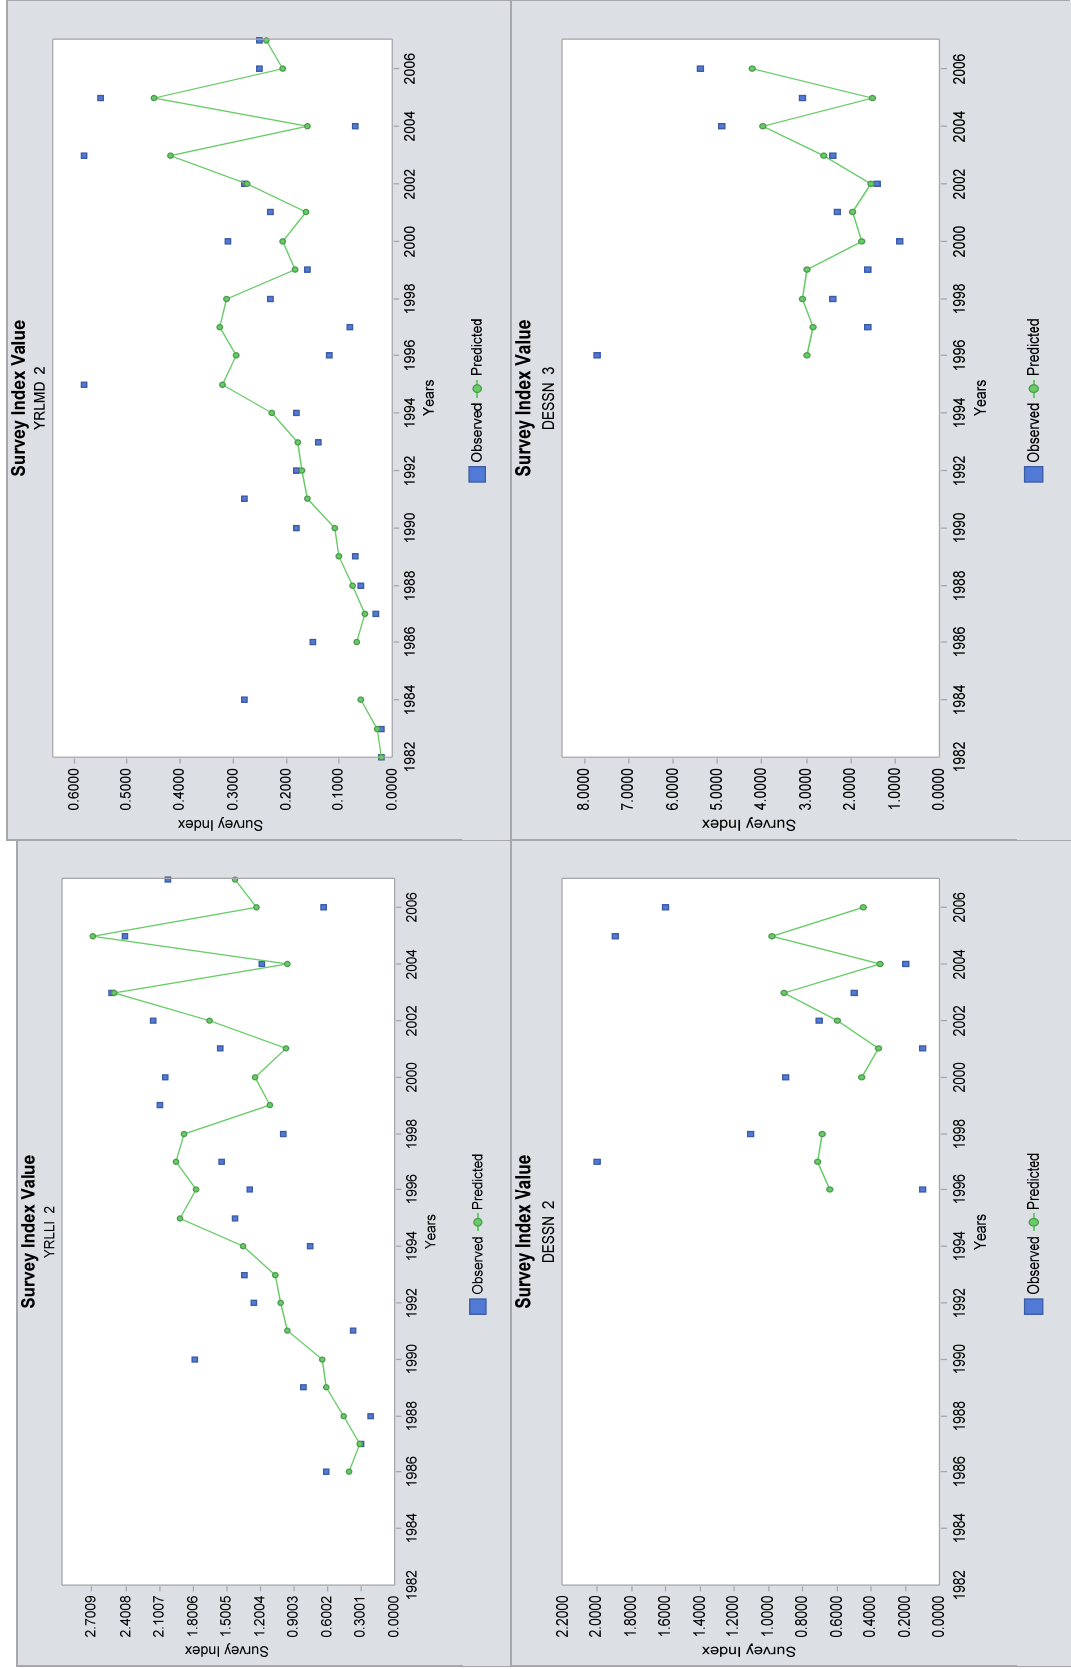 Survey Index Value
YRLLI 2
Survey Index
2.7009
2.4008
2.1007
1.8006
1.5005
1.2004
0.9003
0.6002
0.3001
0.0000
1982 1984 1986 1988 1990 1992 1994 1996 1998 2000 2002 2004 2006
Years
Observed Predicted
Survey Index Value
YRLMD 2
Survey Index
0.6000
0.5000
0.4000
0.3000
0.2000
0.1000
0.0000
1982 1984 1986 1988 1990 1992 1994 1996 1998 2000 2002 2004 2006
Years
Observed Predicted
Survey Index Value
DESSN 2
Survey Index
2.2000
2.0000
1.8000
1.6000
1.4000
1.2000
1.0000
0.8000
0.6000
0.4000
0.2000
0.0000
1982 1984 1986 1988 1990 1992 1994 1996 1998 2000 2002 2004 2006
Years
Observed Predicted
Survey Index Value
DESSN 3
Survey Index
8.0000
7.0000
6.0000
5.0000
4.0000
3.0000
2.0000
1.0000
0.0000
1982 1984 1986 1988 1990 1992 1994 1996 1998 2000 2002 2004 2006
Years
Observed Predicted